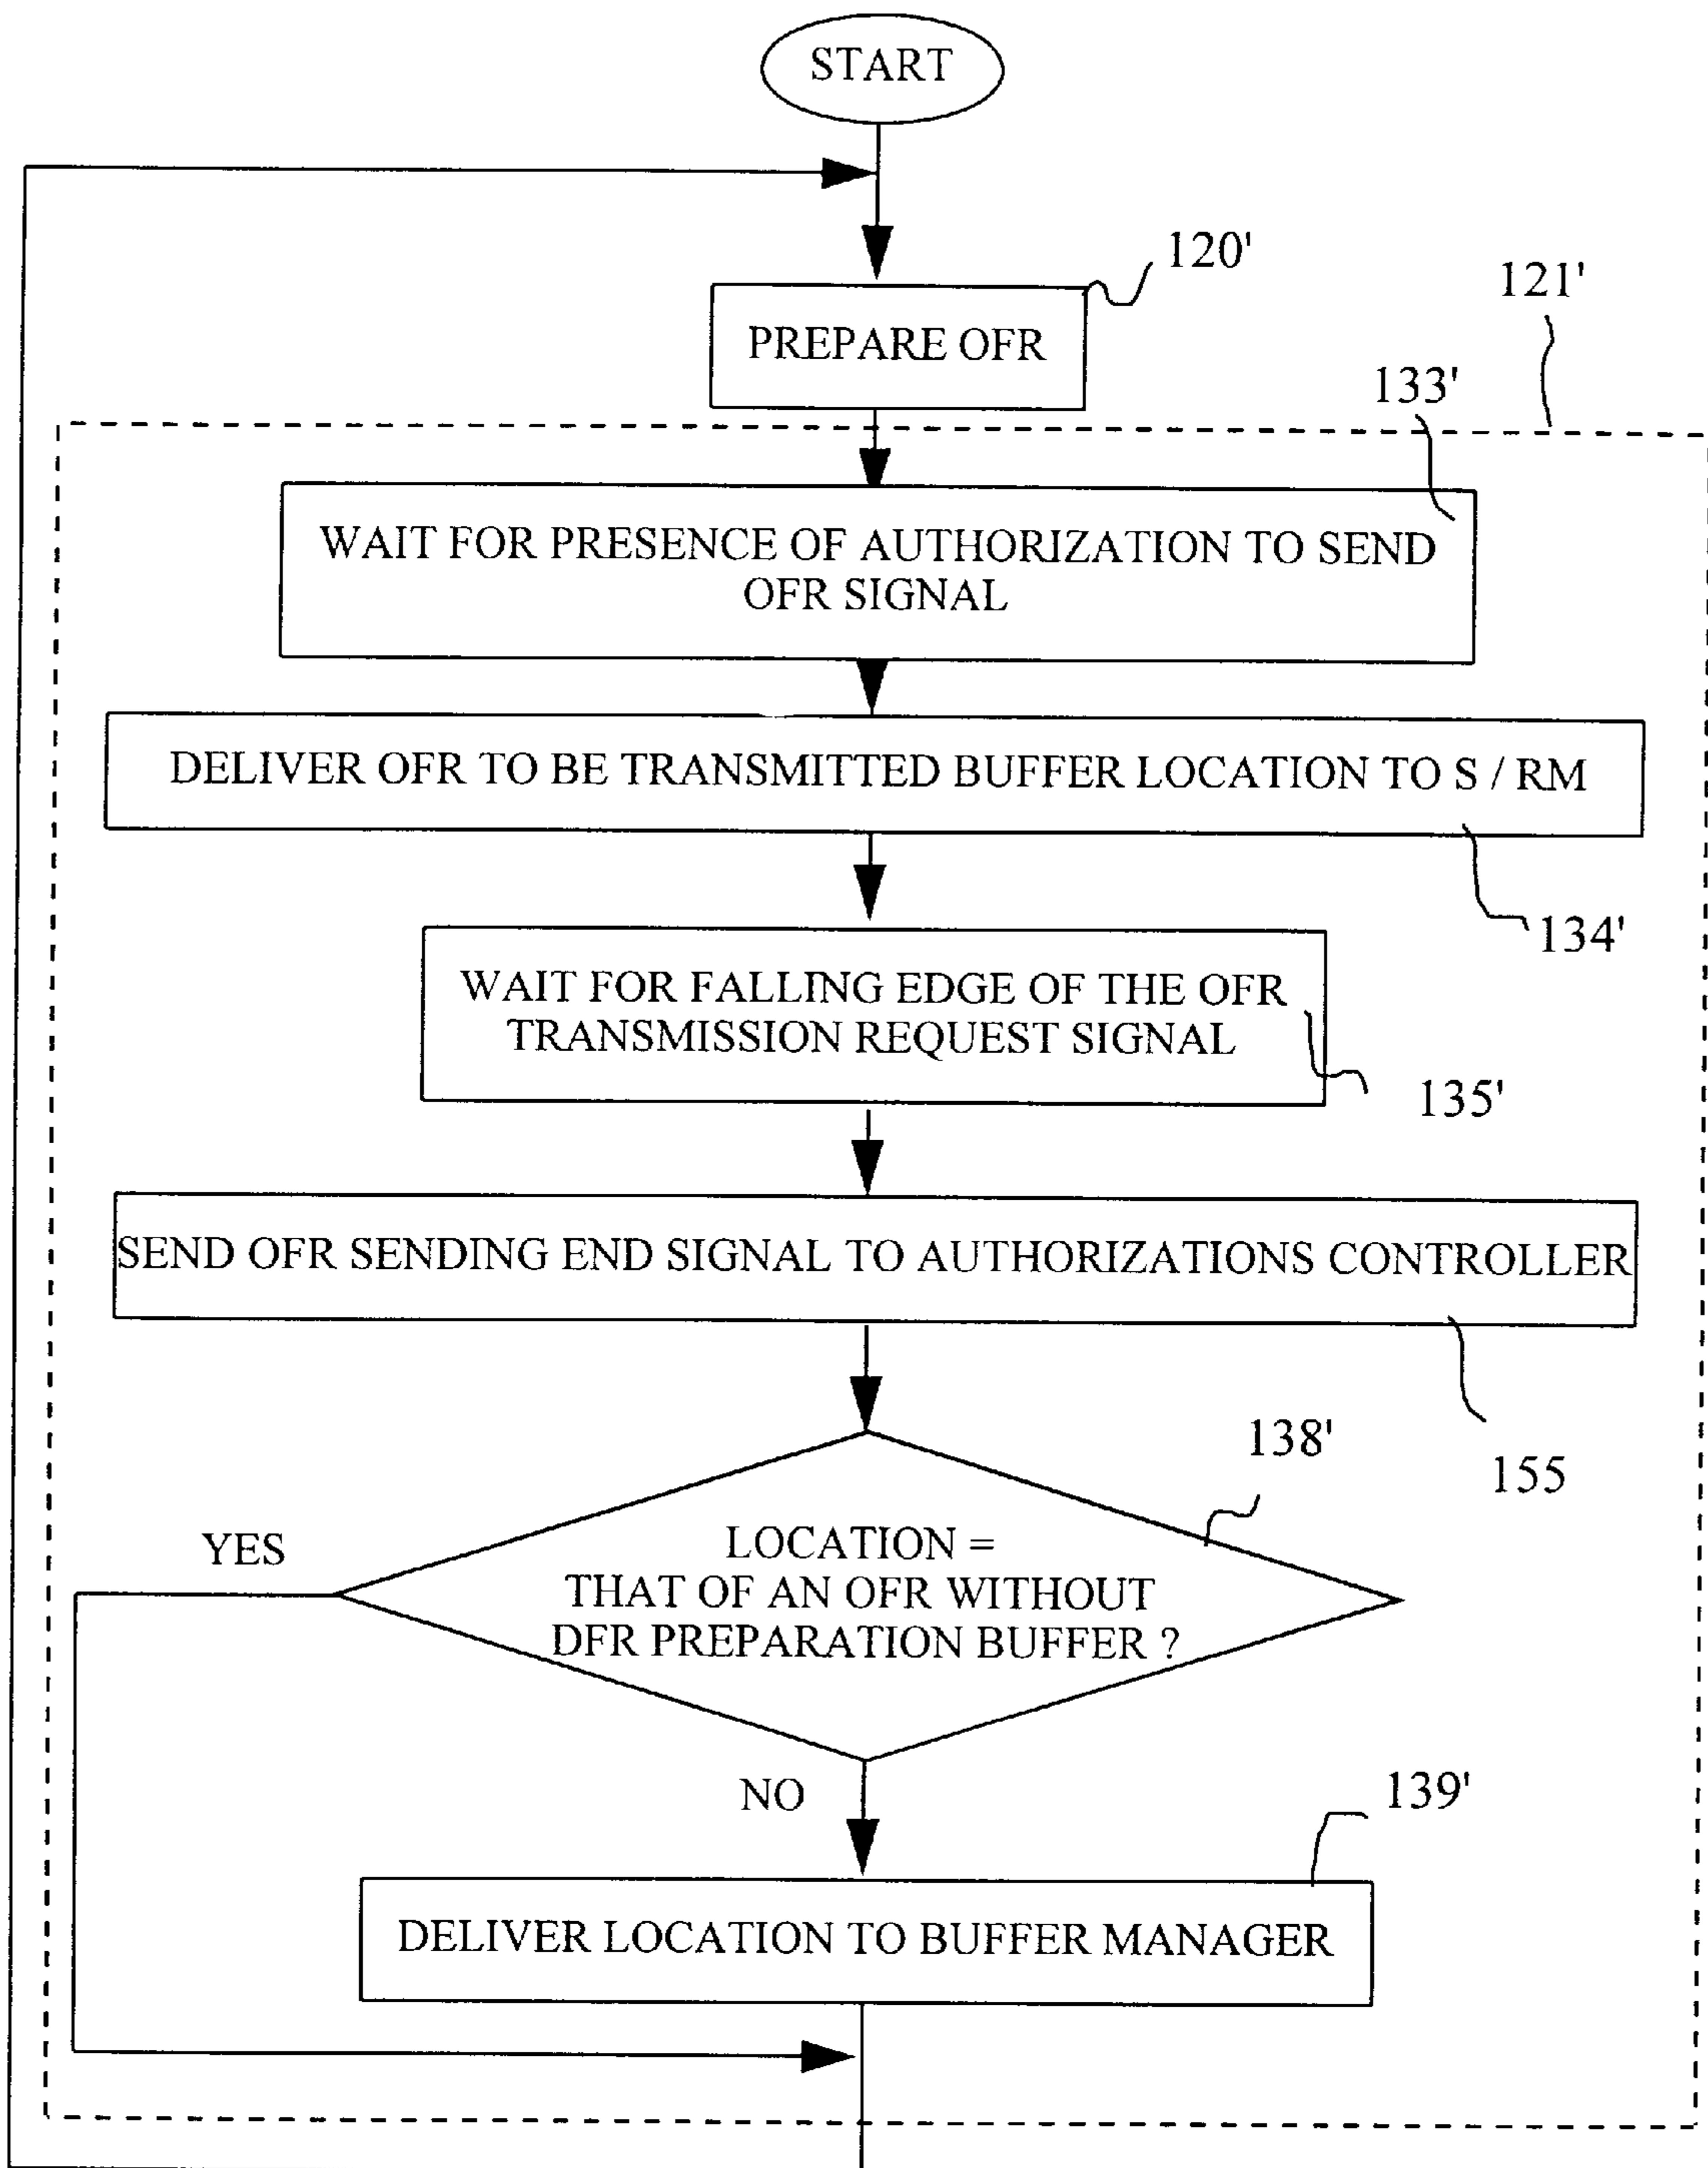 START
120'
121'
PREPARE OFR
133'
WAIT FOR PRESENCE OF AUTHORIZATION TO SEND
OFR SIGNAL
DELIVER OFR TO BE TRANSMITTED BUFFER LOCATION TO S / RM
134'
WAIT FOR FALLING EDGE OF THE OFR
TRANSMISSION REQUEST SIGNAL
135'
SEND OFR SENDING END SIGNAL TO AUTHORIZATIONS CONTROLLER
155
138'
YES
LOCATION =
THAT OF AN OFR WITHOUT
DFR PREPARATION BUFFER ?
NO
139'
DELIVER LOCATION TO BUFFER MANAGER